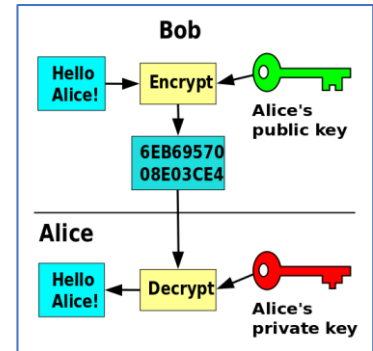 Bob
Hello
Alice!
Encrypt
Alice's
public key
6EB69570
08E03CE4
Alice
Hello
Alice!
Decrypt
Alice's
private key